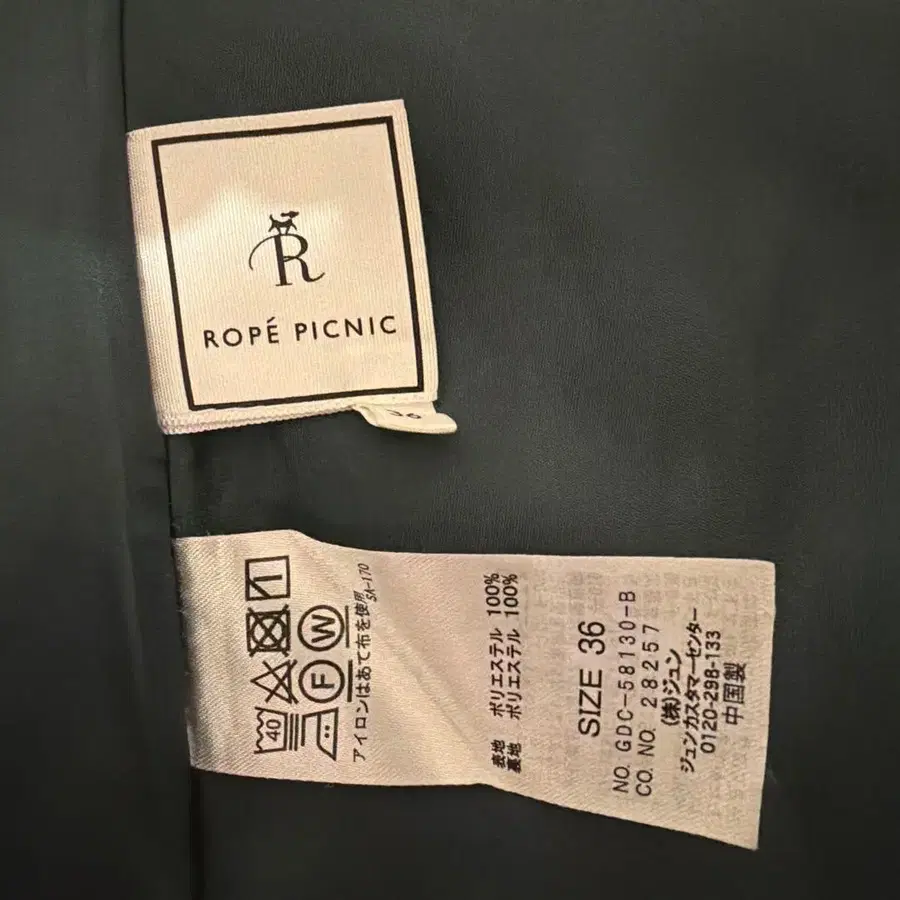 R
ROPÉ PICNIC
36
40
F W
アイロンはあて布を使用
SA-170
表地 ポリエステル 100%
裏地 ポリエステル 100%
SIZE 36
NO. GDC-58130-B
CO. NO. 28257
(株)ジュン
ジュンカスタマーセンター
0120-298-133
中国製